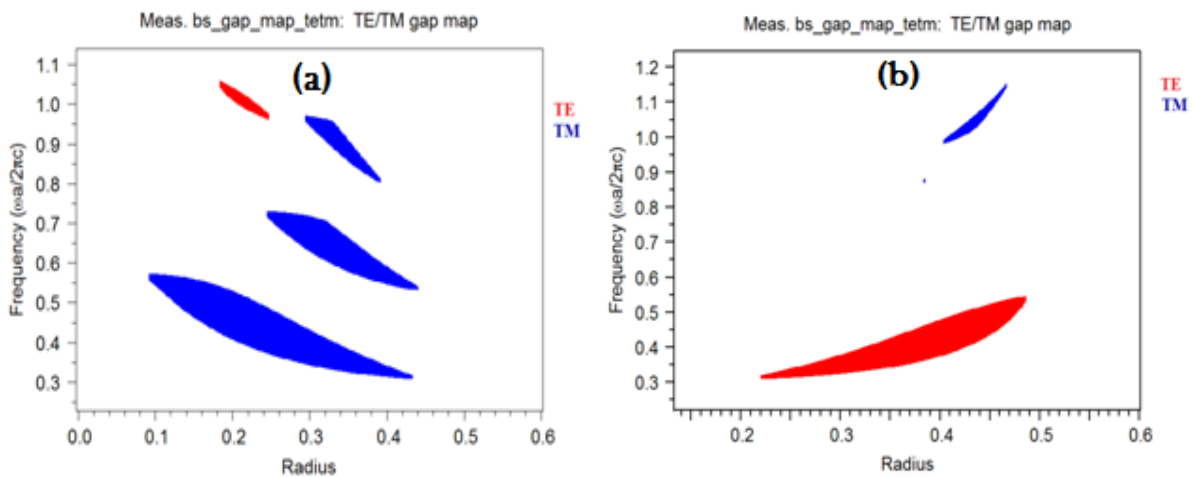 Meas. bs_gap_map_tetm: TE/TM gap map
(a)
TE
TM
Frequency (ωa/2πc)
1.1
1.0
0.9
0.8
0.7
0.6
0.5
0.4
0.3
0.0 0.1 0.2 0.3 0.4 0.5 0.6
Radius
Meas. bs_gap_map_tetm: TE/TM gap map
(b)
TE
TM
Frequency (ωa/2πc)
1.2
1.1
1.0
0.9
0.8
0.7
0.6
0.5
0.4
0.3
0.2 0.3 0.4 0.5 0.6
Radius